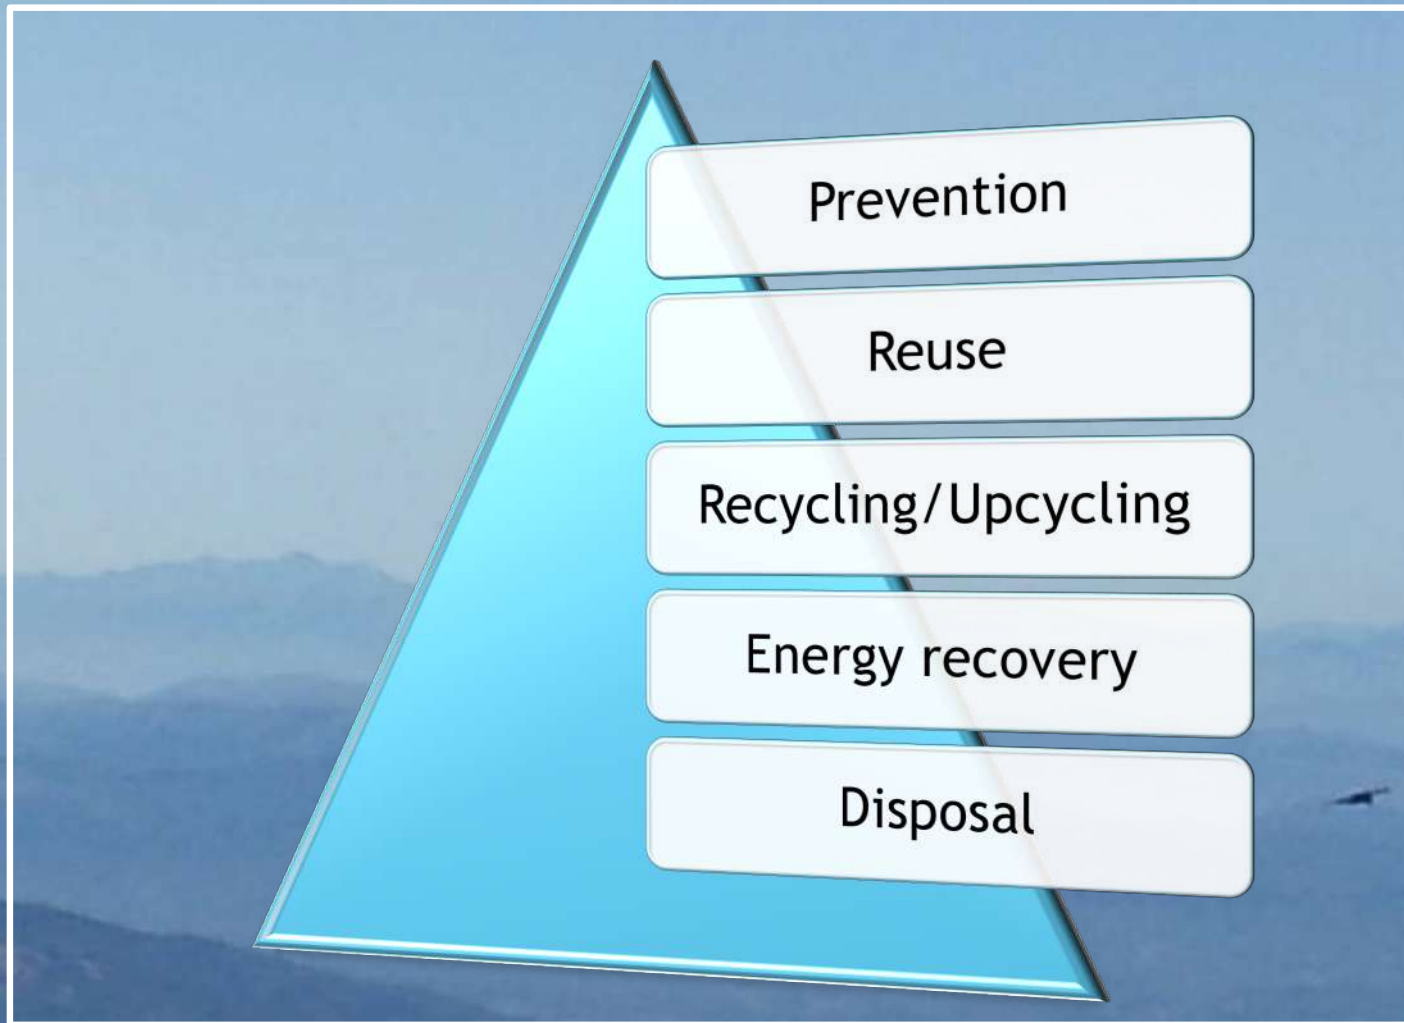 Prevention
Reuse
Recycling/Upcycling
Energy recovery
Disposal